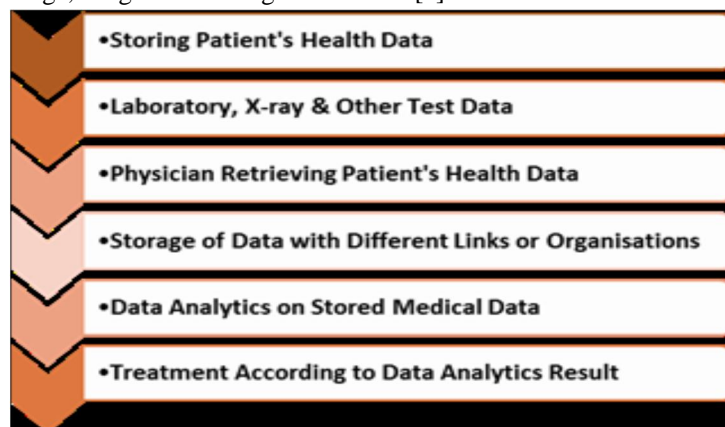 •Storing Patient's Health Data
•Laboratory, X-ray & Other Test Data
•Physician Retrieving Patient's Health Data
•Storage of Data with Different Links or Organisations
•Data Analytics on Stored Medical Data
•Treatment According to Data Analytics Result